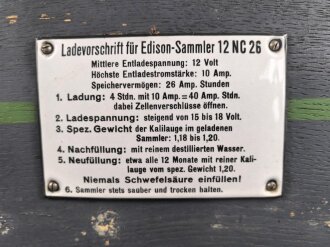 Ladevorschrift für Edison-Sammler 12 NC 26
Mittlere Entladespannung: 12 Volt
Höchste Entladestromstärke: 10 Amp.
Speichervermögen: 26 Amp. Stunden
1. Ladung: 4 Stdn. mit 10 Am.= 40 Amp. Stdn.
dabei Zellenverschlüsse öffnen.
2. Ladespannung: steigend von 15 bis 18 Volt.
3. Spez. Gewicht der Kalilauge im geladenen
Sammler: 1,18 bis 1,20.
4. Nachfüllung: mit reinem destillierten Wasser.
5. Neufüllung: etwa alle 12 Monate mit reiner Kali-
lauge vom spez. Gewicht 1,20.
Niemals Schwefelsäure einfüllen!
6. Sammler stets sauber und trocken halten.